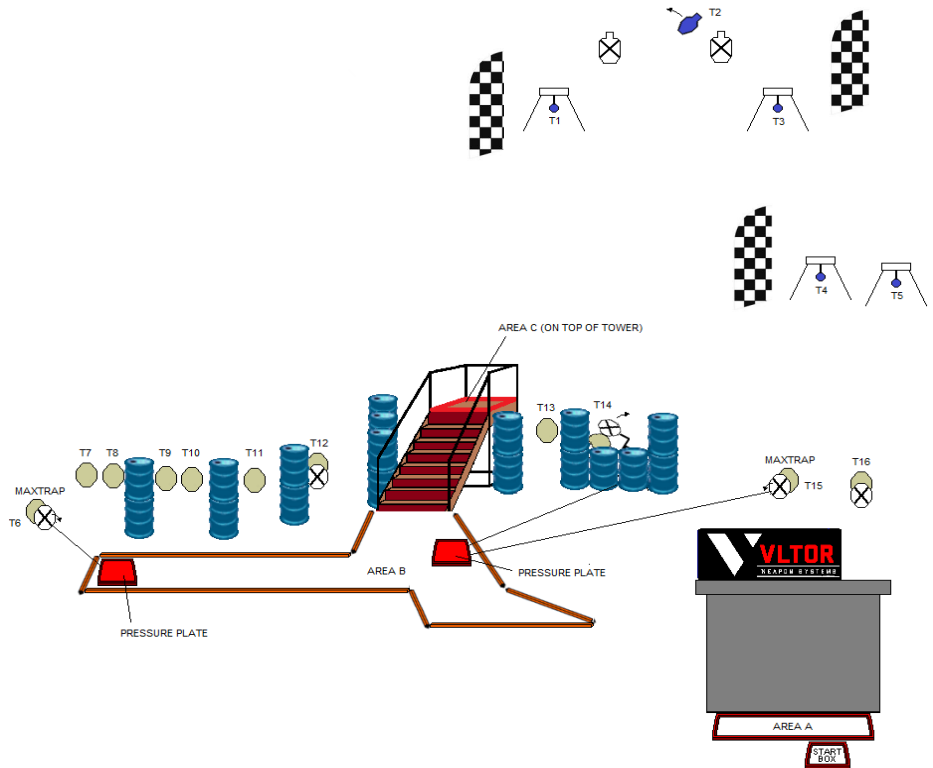 T2
T1
T3
T4
T5
AREA C (ON TOP OF TOWER)
T13
T14
T7
T8
T9
T10
T11
T12
MAXTRAP
T6
MAXTRAP
T15
T16
AREA B
PRESSURE PLATE
PRESSURE PLATE
VLTOR
WEAPON SYSTEMS
AREA A
START
BOX